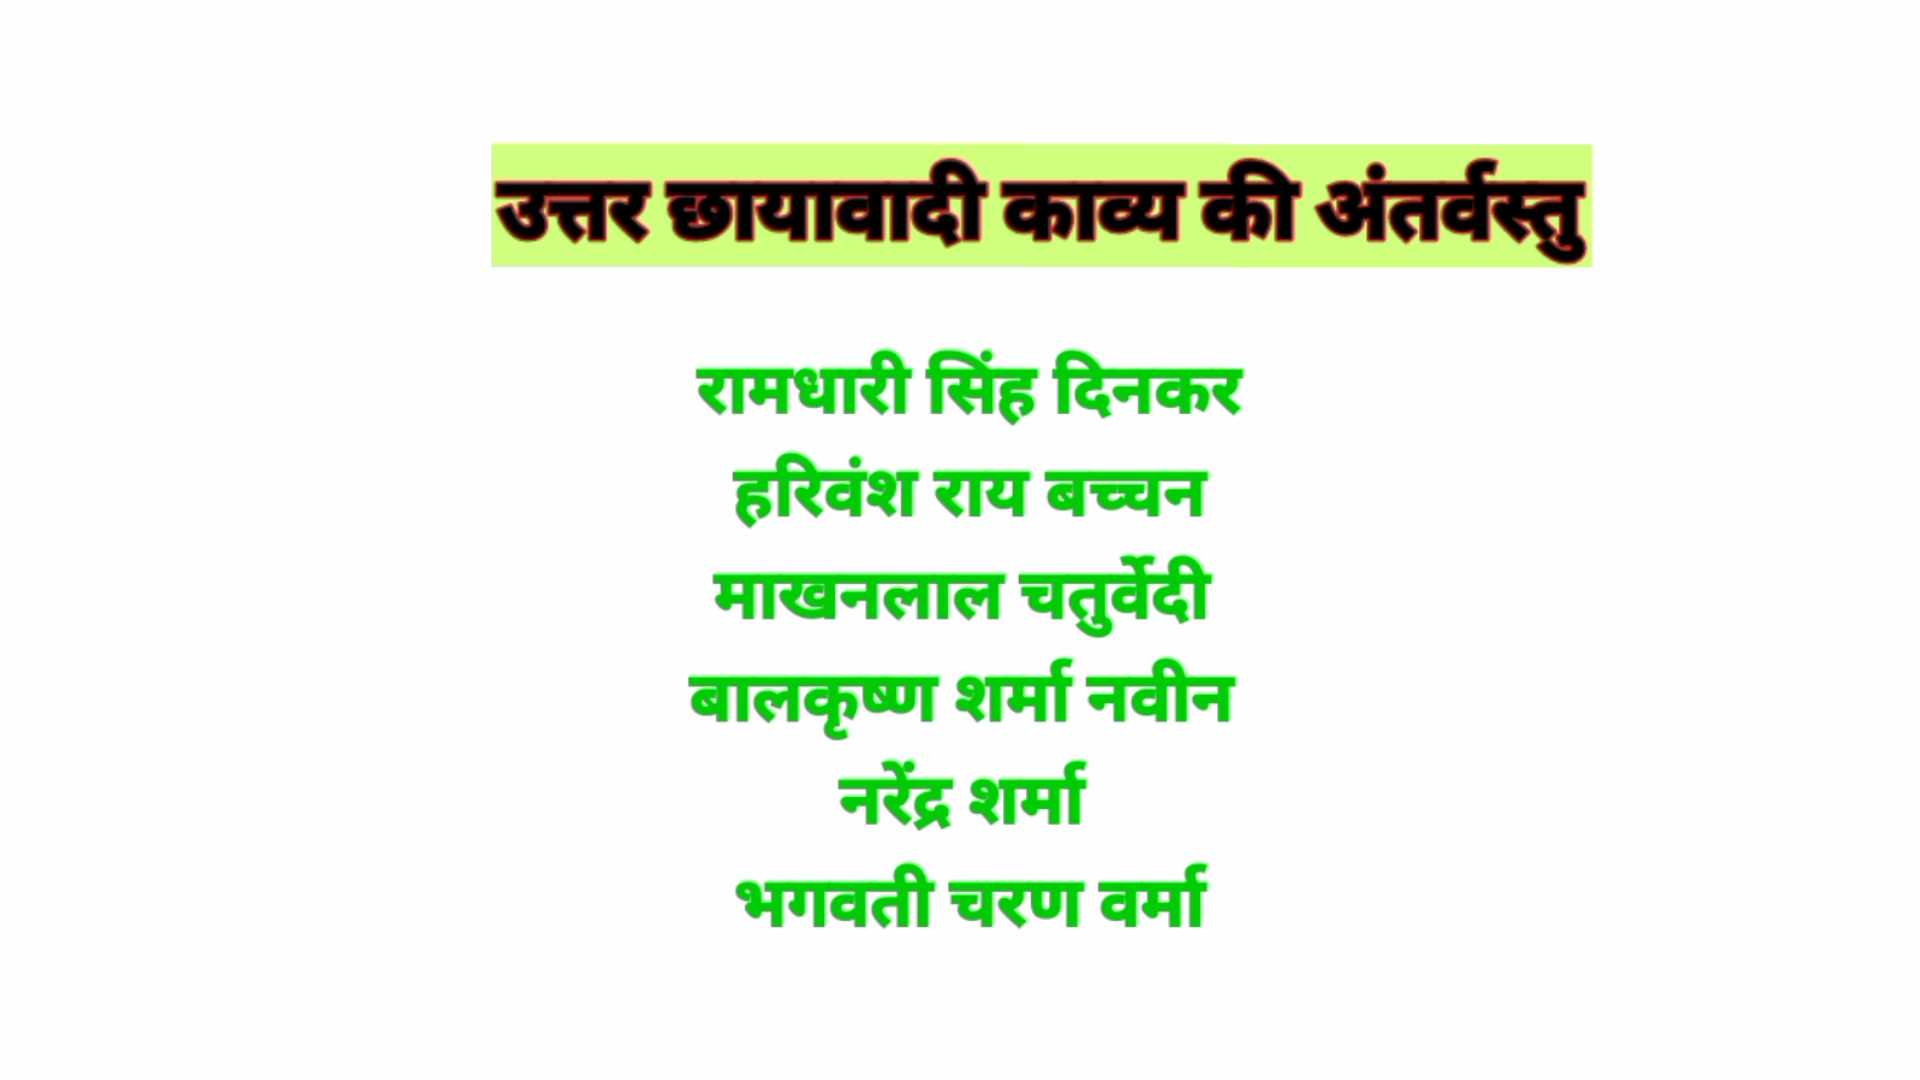 उत्तर छायावादी काव्य की अंतर्वस्तु
रामधारी सिंह दिनकर
हरिवंश राय बच्चन
माखनलाल चतुर्वेदी
बालकृष्ण शर्मा नवीन
नरेंद्र शर्मा
भगवती चरण वर्मा